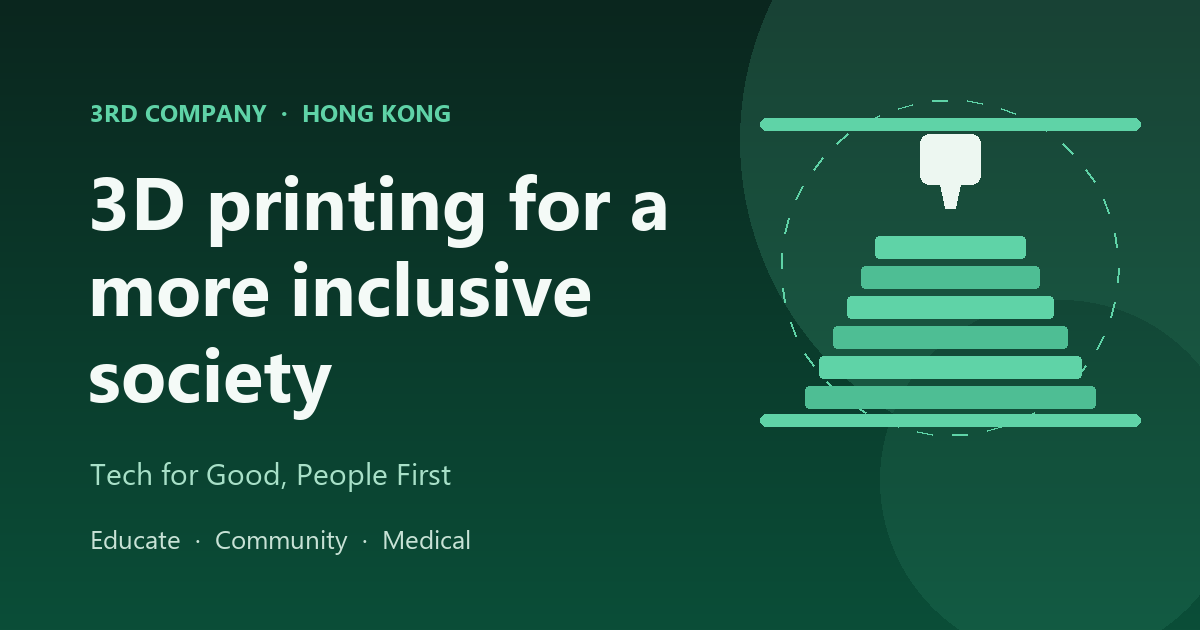 3RD COMPANY · HONG KONG
3D printing for a
more inclusive
society
Tech for Good, People First
Educate · Community · Medical